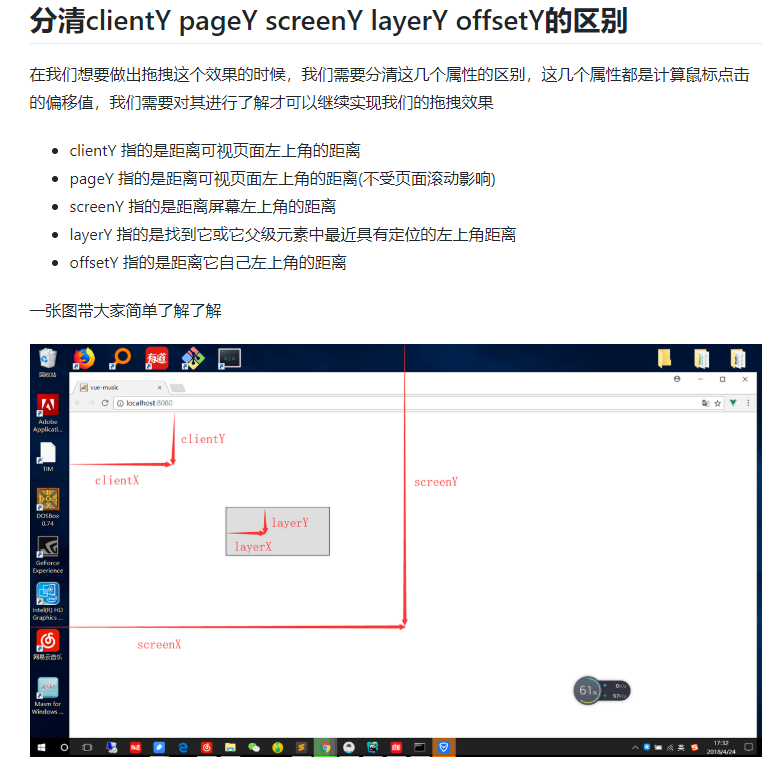 分清clientY pageY screenY layerY offsetY的区别
在我们想要做出拖拽这个效果的时候，我们需要分清这几个属性的区别，这几个属性都是计算鼠标点击
的偏移值，我们需要对其进行了解才可以继续实现我们的拖拽效果
clientY 指的是距离可视页面左上角的距离
pageY 指的是距离可视页面左上角的距离(不受页面滚动影响)
screenY 指的是距离屏幕左上角的距离
layerY 指的是找到它或它父级元素中最近具有定位的左上角距离
offsetY 指的是距离它自己左上角的距离
一张图带大家简单了解了解
有道
回收站
vue-music
localhost:8080
Adobe
Applicati...
TIM
DOSBox
0.74
GeForce
Experience
Intel(R) HD
Graphics ...
网易云音乐
Masm for
Windows ...
clientY
clientX
screenY
layerY
layerX
screenX
61%
英
17:32
2018/4/24